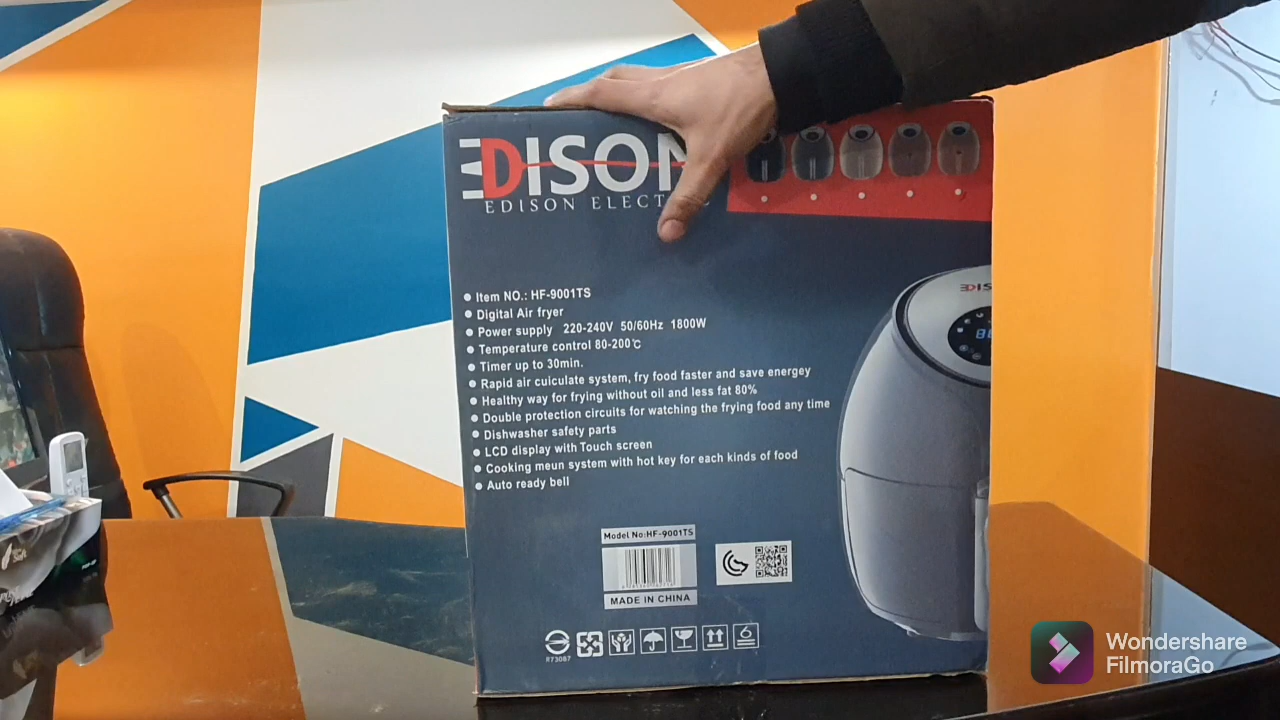 EDISON
EDISON ELECT
EDIS
Item NO.: HF-9001TS
Digital Air fryer
Power supply 220-240V 50/60Hz 1800W
Temperature control 80-200℃
Timer up to 30min.
Rapid air cuiculate system, fry food faster and save energey
Healthy way for frying without oil and less fat 80%
Double protection circuits for watching the frying food any time
Dishwasher safety parts
LCD display with Touch screen
Cooking meun system with hot key for each kinds of food
Auto ready bell
Model No:HF-9001TS
MADE IN CHINA
R73087
6
Wondershare
FilmoraGo